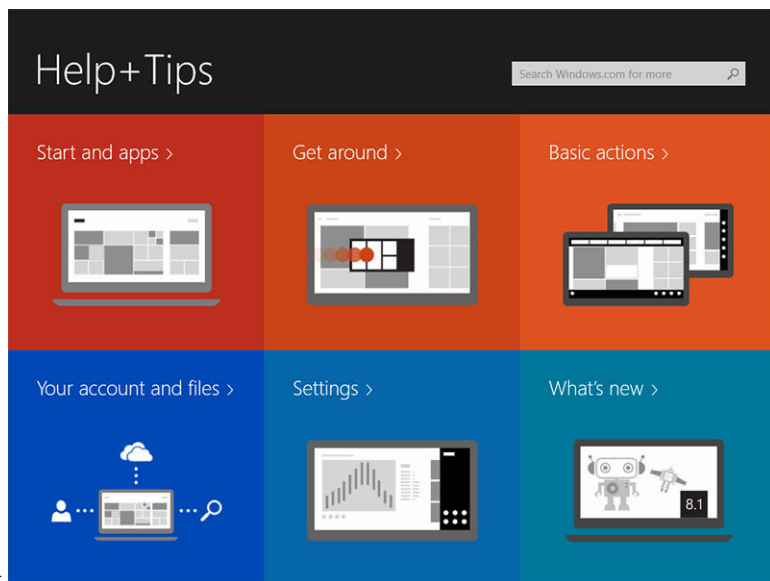 Help+Tips
Search Windows.com for more
Start and apps >
Get around >
Basic actions >
Your account and files >
Settings >
What's new >
8.1